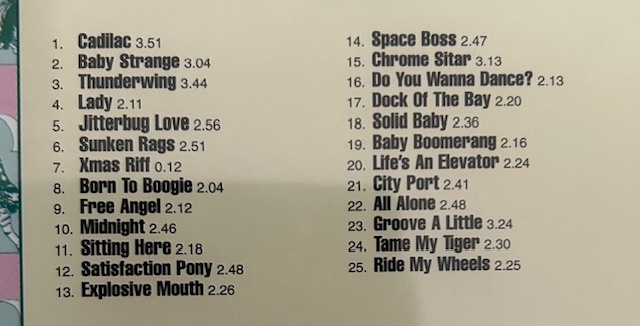 1. Cadilac 3.51
2. Baby Strange 3.04
3. Thunderwing 3.44
4. Lady 2.11
5. Jitterbug Love 2.56
6. Sunken Rags 2.51
7. Xmas Riff 0.12
8. Born To Boogie 2.04
9. Free Angel 2.12
10. Midnight 2.46
11. Sitting Here 2.18
12. Satisfaction Pony 2.48
13. Explosive Mouth 2.26
14. Space Boss 2.47
15. Chrome Sitar 3.13
16. Do You Wanna Dance? 2.13
17. Dock Of The Bay 2.20
18. Solid Baby 2.36
19. Baby Boomerang 2.16
20. Life's An Elevator 2.24
21. City Port 2.41
22. All Alone 2.48
23. Groove A Little 3.24
24. Tame My Tiger 2.30
25. Ride My Wheels 2.25